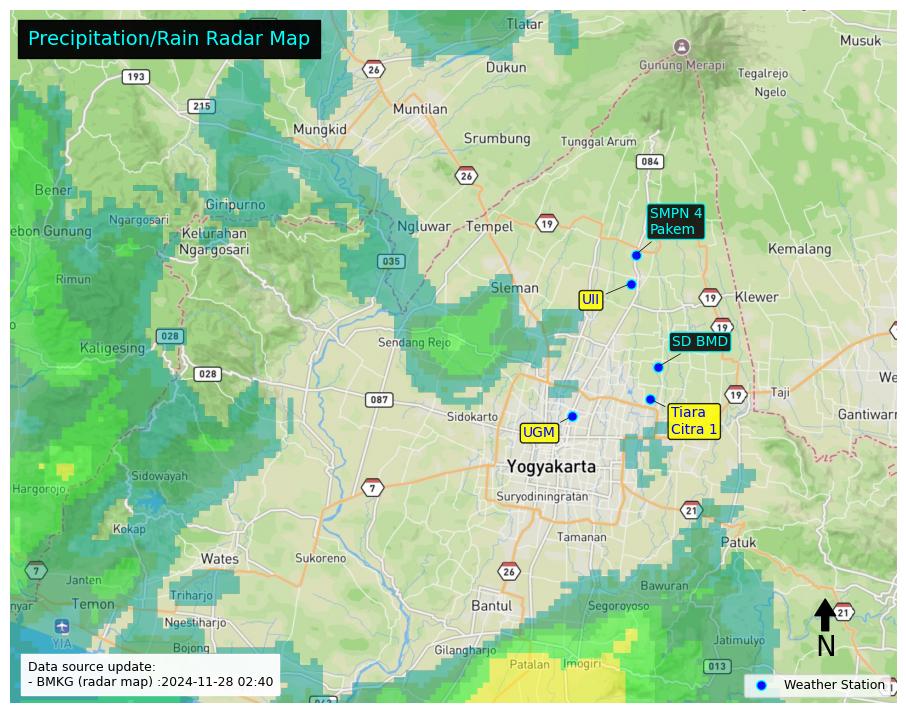 Precipitation/Rain Radar Map
Tlatar
Musuk
26
Dukun
Gunung Merapi
Tegalrejo
193
Ngelo
215
Muntilan
Mungkid
Srumbung
Tunggal Arum
084
26
Bener
Giripurno
SMPN 4
Pakem
Ngargosari
ebon Gunung
Kelurahan
Ngargosari
Ngluwar
Tempel
19
Kemalang
035
Rimun
Sleman
UII
19
Klewer
19
028
Kaligesing
Sendang Rejo
SD BMD
028
087
19
Taji
We
Sidokarto
Tiara
Citra 1
Gantiwar
UGM
Yogyakarta
Sidowayah
Hargorojo
7
Suryodiningratan
21
Kokap
Tamanan
Patuk
Wates
Sukoreno
7
Janten
26
Bawuran
Triharjo
nyar
Temon
Bantul
Segoroyoso
21
Ngestiharjo
YIA
N
Bojong
Gilangharjo
Jatimulyo
Patalan
Imogiri
013
Data source update:
- BMKG (radar map) :2024-11-28 02:40
Weather Station